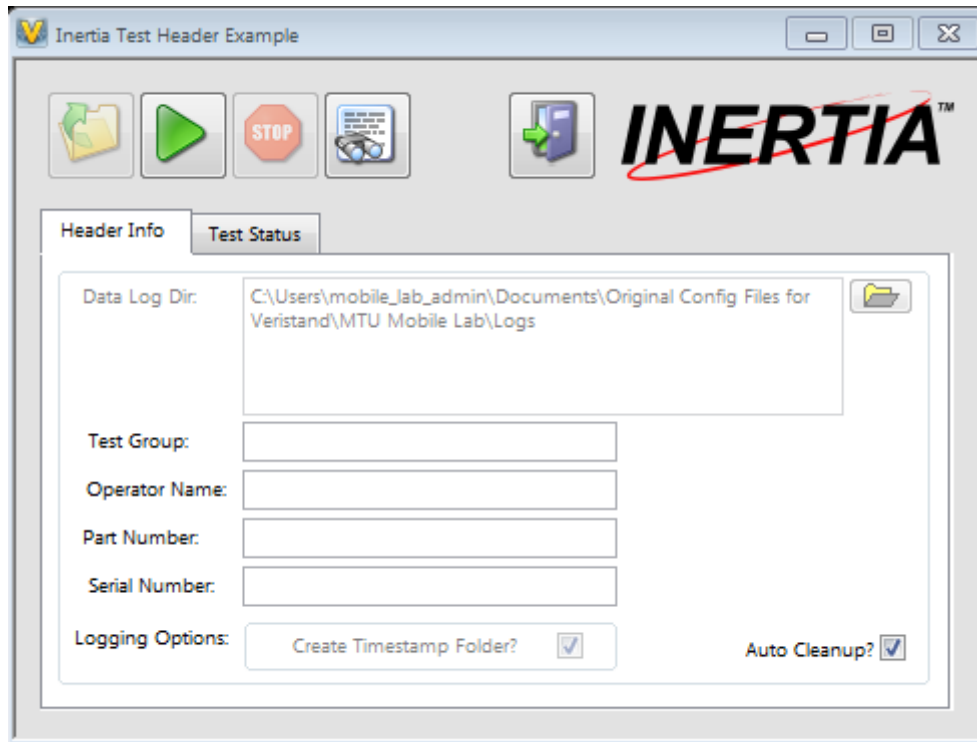 Inertia Test Header Example
STOP
INERTIA™
Header Info
Test Status
Data Log Dir:
C:\Users\mobile_lab_admin\Documents\Original Config Files for
Veristand\MTU Mobile Lab\Logs
Test Group:
Operator Name:
Part Number:
Serial Number:
Logging Options:
Create Timestamp Folder?
Auto Cleanup?